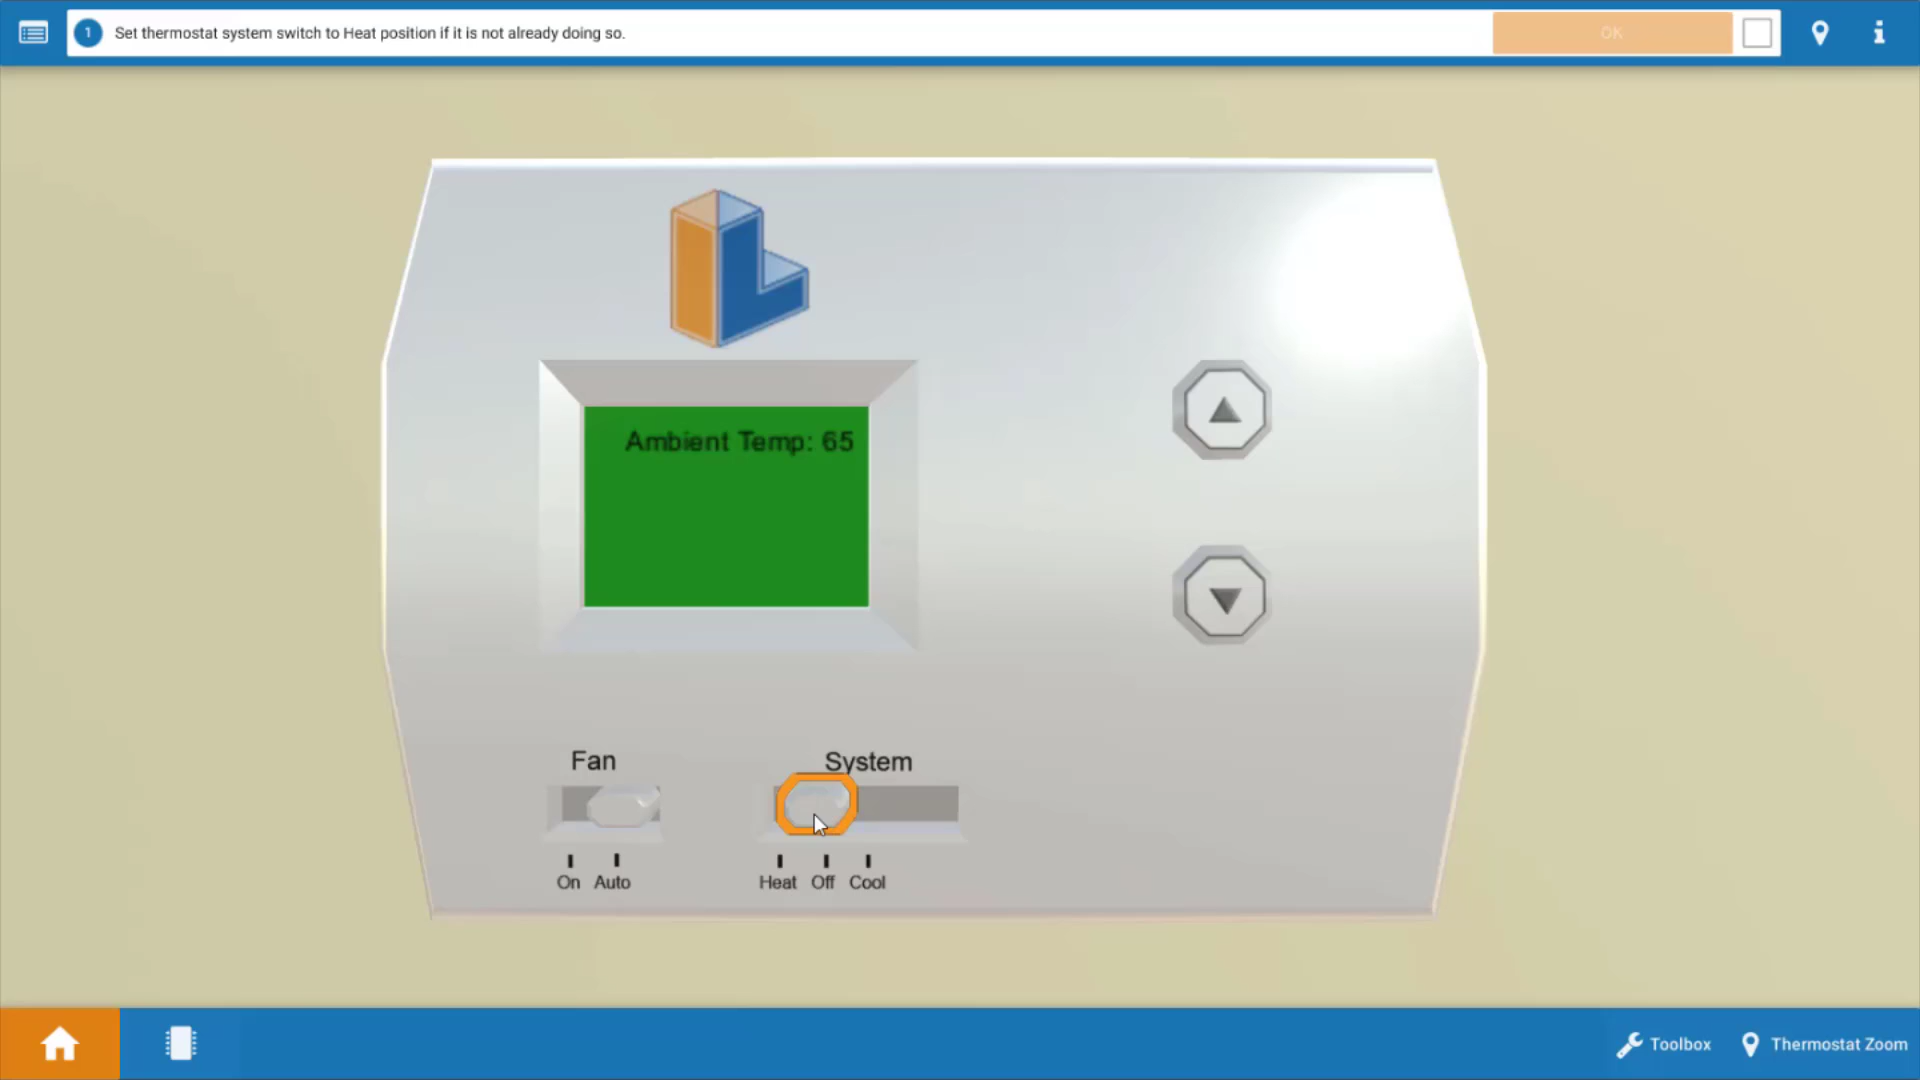 1 Set thermostat system switch to Heat position if it is not already doing so.
OK
Ambient Temp: 65
Fan
System
On Auto
Heat Off Cool
Toolbox
Thermostat Zoom